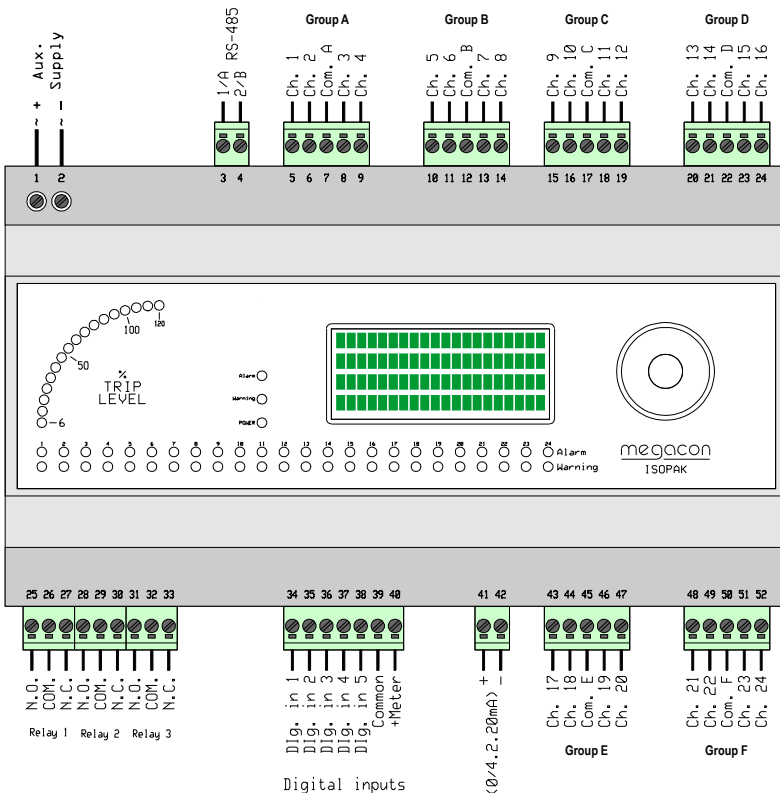 Group A Group B Group C Group D
~ + Aux.
~ - Supply
RS-485
1/A
2/B
Ch. 1
Ch. 2
Com. A
Ch. 3
Ch. 4
Ch. 5
Ch. 6
Com. B
Ch. 7
Ch. 8
Ch. 9
Ch. 10
Com. C
Ch. 11
Ch. 12
Ch. 13
Ch. 14
Com. D
Ch. 15
Ch. 16
1 2 3 4 5 6 7 8 9 10 11 12 13 14 15 16 17 18 19 20 21 22 23 24
120
100
50
%
TRIP
LEVEL
-6
Alarm
Warning
POWER
1 2 3 4 5 6 7 8 9 10 11 12 13 14 15 16 17 18 19 20 21 22 23 24
Alarm
Warning
megacon
ISOPAK
25 26 27 28 29 30 31 32 33 34 35 36 37 38 39 40 41 42 43 44 45 46 47 48 49 50 51 52
N.O.
COM.
N.C.
N.O.
COM.
N.C.
N.O.
COM.
N.C.
Relay 1 Relay 2 Relay 3
DIg. in 1
DIg. in 2
DIg. in 3
DIg. in 4
DIg. in 5
Common
+Meter
Digital inputs
(0/4.2.20mA) +
-
Ch. 17
Ch. 18
Com. E
Ch. 19
Ch. 20
Group E
Ch. 21
Ch. 22
Com. F
Ch. 23
Ch. 24
Group F